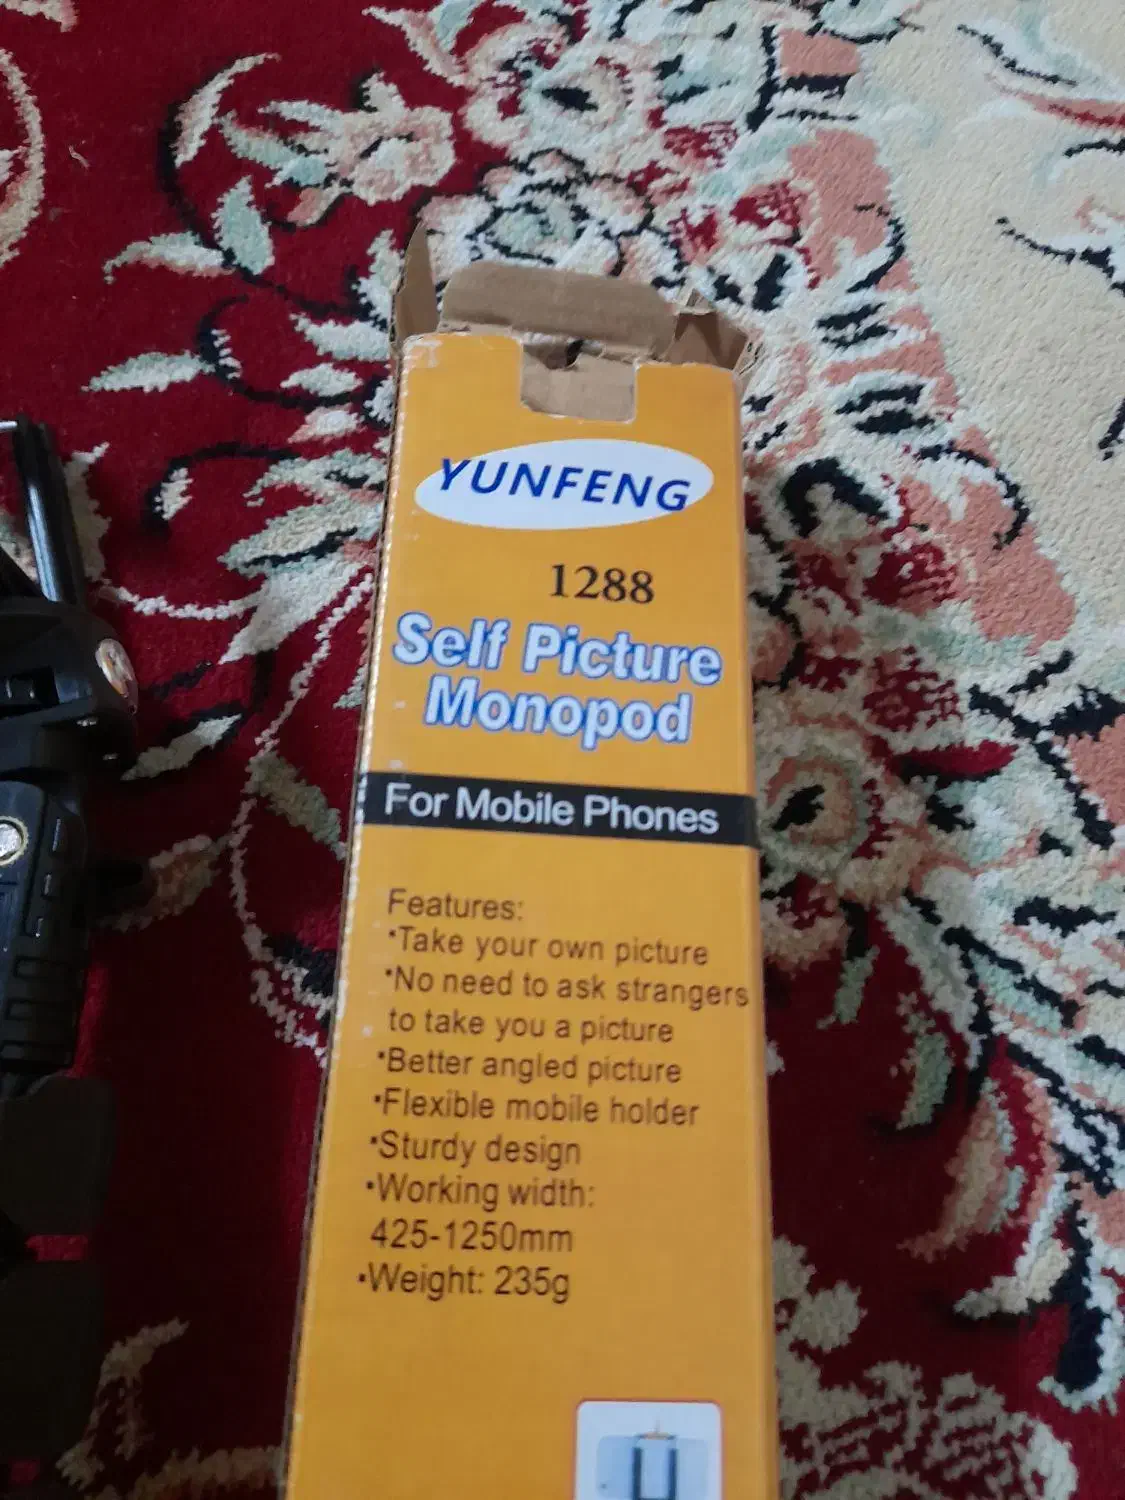 YUNFENG
1288
Self Picture
Monopod
For Mobile Phones
Features:
•Take your own picture
•No need to ask strangers
to take you a picture
•Better angled picture
•Flexible mobile holder
•Sturdy design
•Working width:
425-1250mm
•Weight: 235g